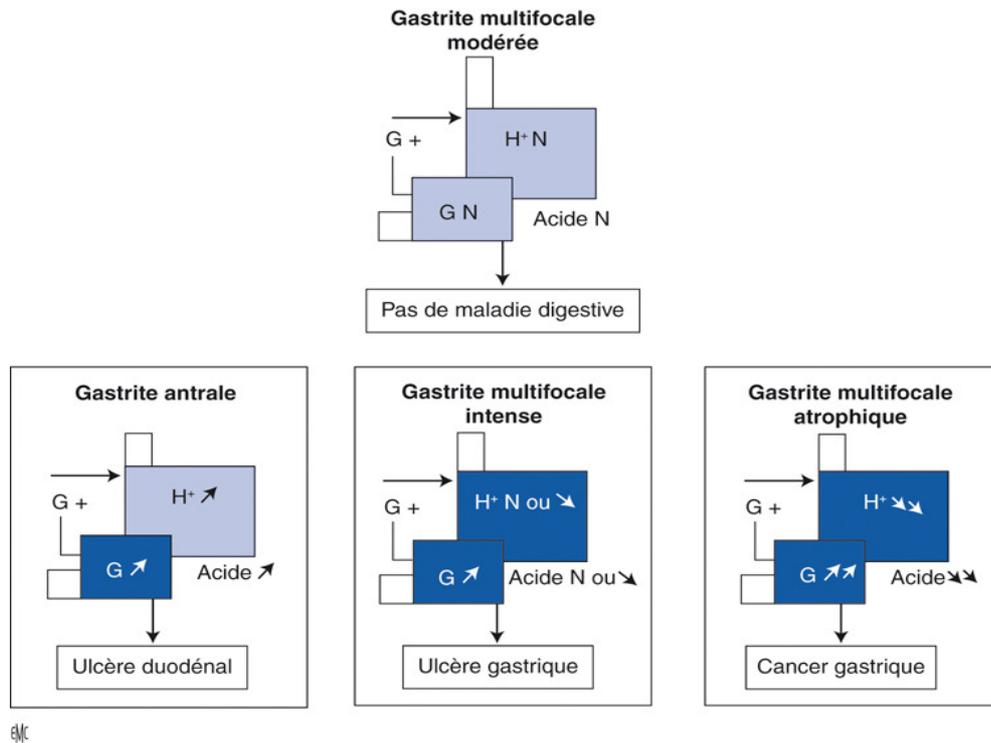 Gastrite multifocale
modérée
G +
H⁺ N
G N
Acide N
Pas de maladie digestive
Gastrite antrale
G +
H⁺ ↗
G ↗
Acide ↗
Ulcère duodénal
Gastrite multifocale
intense
G +
H⁺ N ou ↘
G ↗
Acide N ou ↘
Ulcère gastrique
Gastrite multifocale
atrophique
G +
H⁺ ↘↘
G ↗↗
Acide ↘↘
Cancer gastrique
EMC